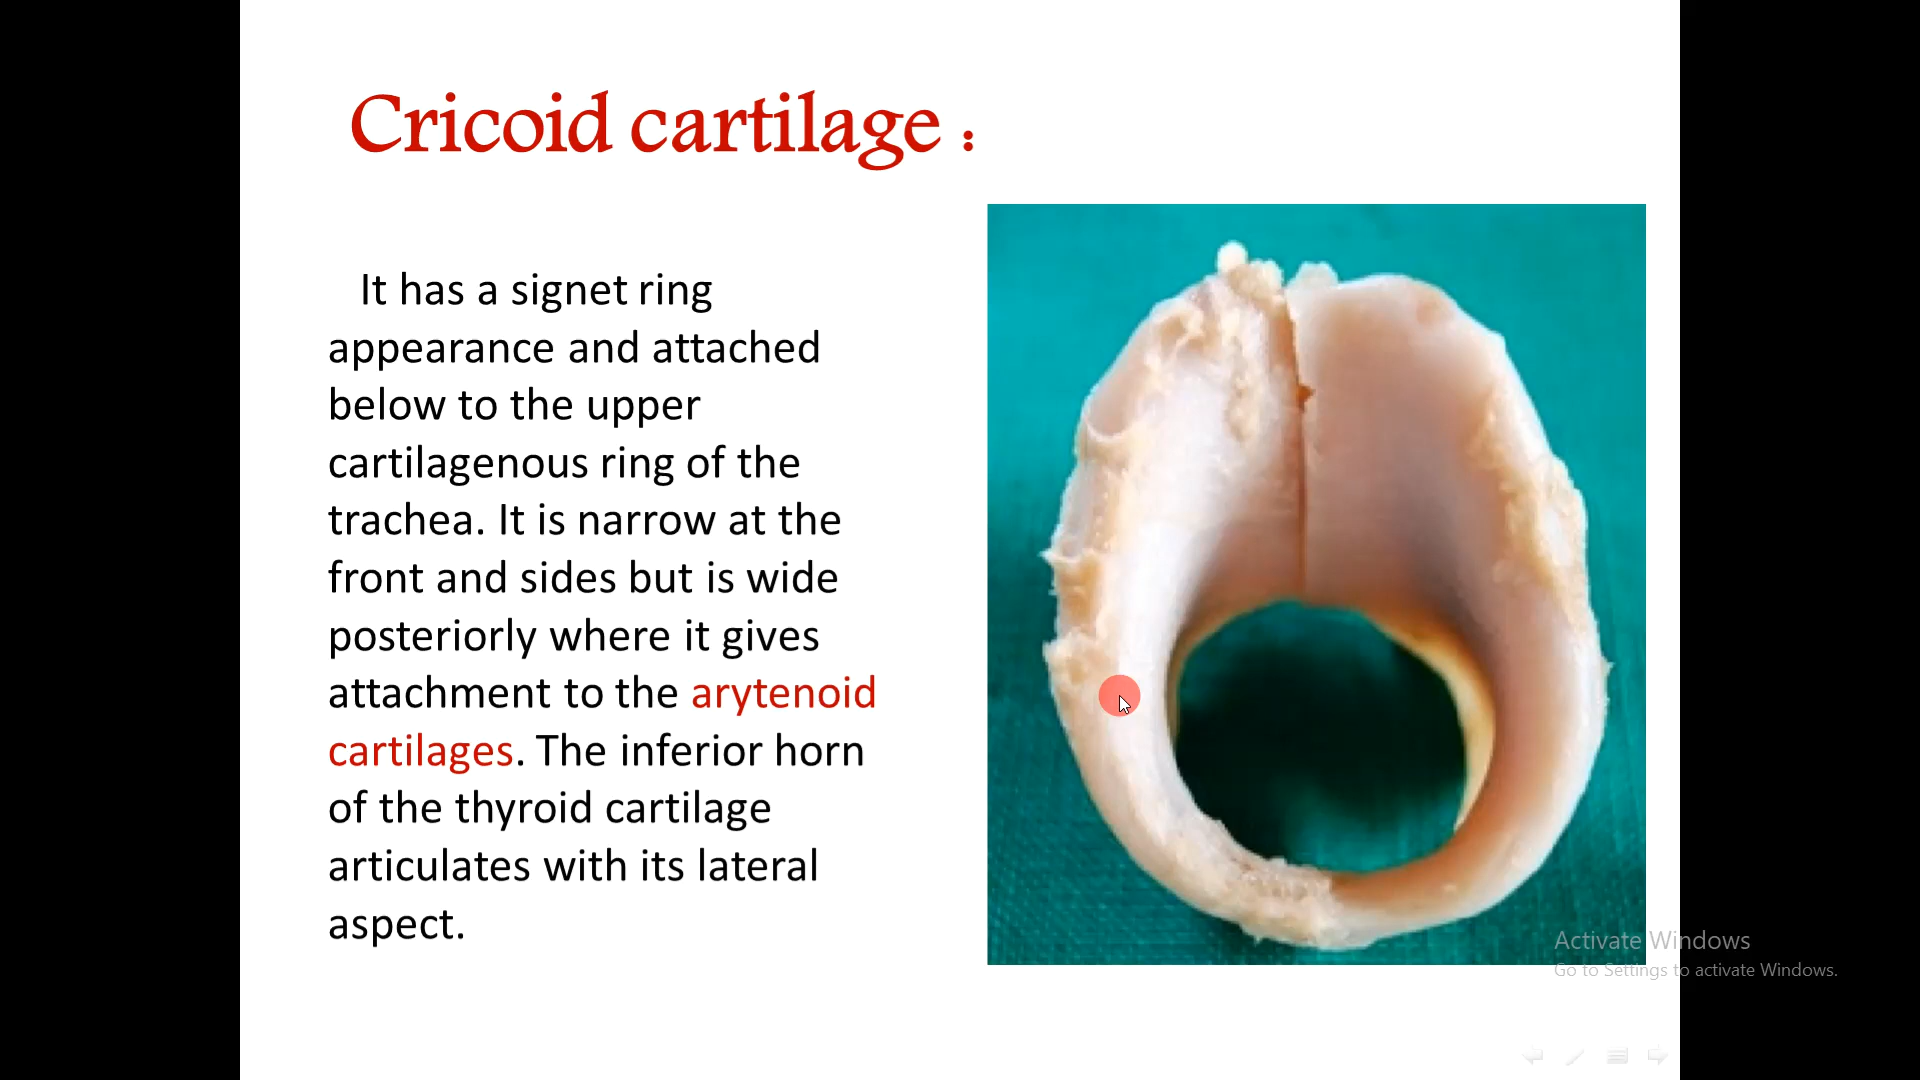 Cricoid cartilage :
It has a signet ring
appearance and attached
below to the upper
cartilagenous ring of the
trachea. It is narrow at the
front and sides but is wide
posteriorly where it gives
attachment to the arytenoid
cartilages. The inferior horn
of the thyroid cartilage
articulates with its lateral
aspect.
Activate Windows
Go to Settings to activate Windows.